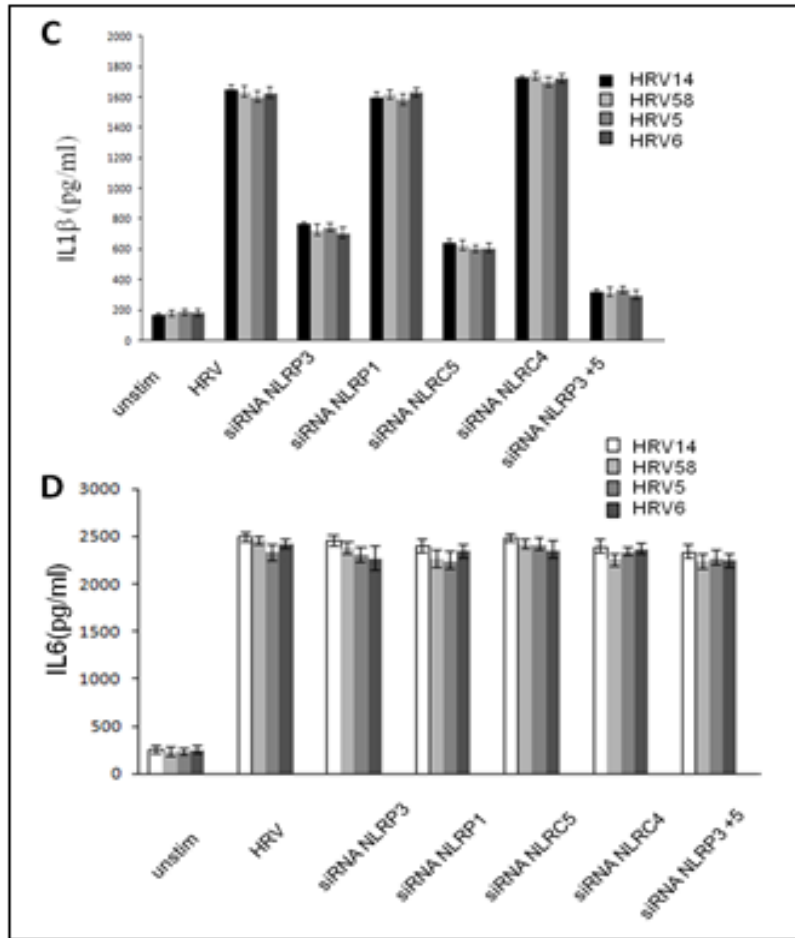 C
2000
1800
1600
1400
1200
1000
800
600
400
200
0
IL1β (pg/ml)
HRV14
HRV58
HRV5
HRV6
unstim
HRV
siRNA NLRP3
siRNA NLRP1
siRNA NLRC5
siRNA NLRC4
siRNA NLRP3 +5
D
HRV14
HRV58
HRV5
HRV6
3000
2500
2000
1500
1000
500
0
IL6(pg/ml)
unstim
HRV
siRNA NLRP3
siRNA NLRP1
siRNA NLRC5
siRNA NLRC4
siRNA NLRP3 +5